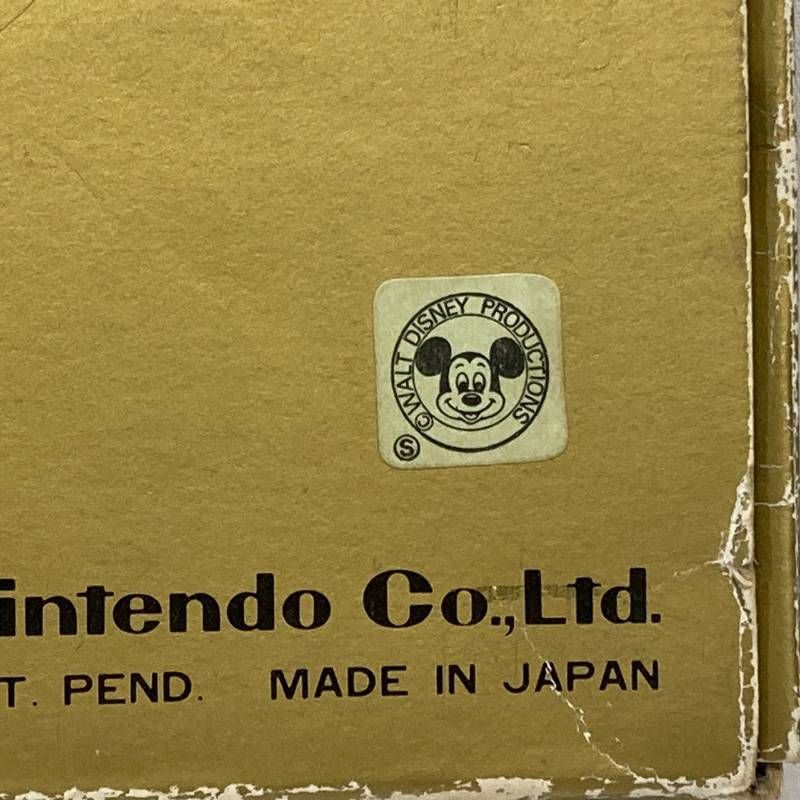 ©WALT DISNEY PRODUCTIONS
Ⓢ
intendo Co.,Ltd.
T. PEND. MADE IN JAPAN